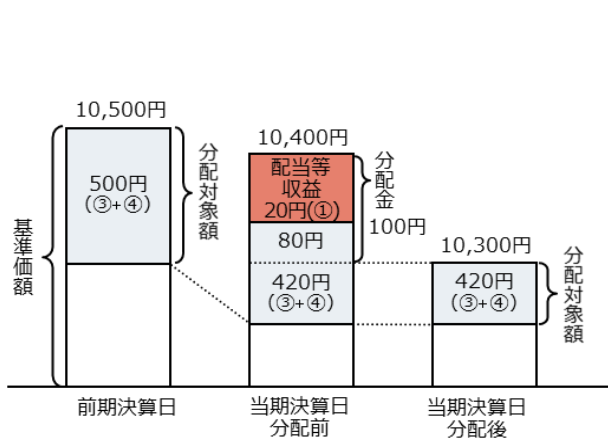 10,500円
500円
(③+④)
分配対象額
基準価額
10,400円
配当等
収益
20円(①)
80円
420円
(③+④)
分配金
100円
10,300円
420円
(③+④)
分配対象額
前期決算日
当期決算日
分配前
当期決算日
分配後